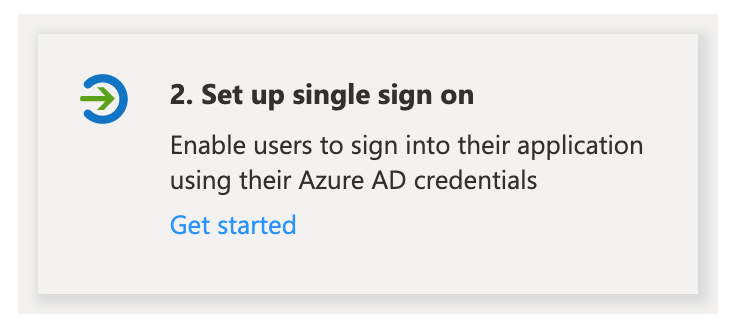 2. Set up single sign on
Enable users to sign into their application
using their Azure AD credentials
Get started